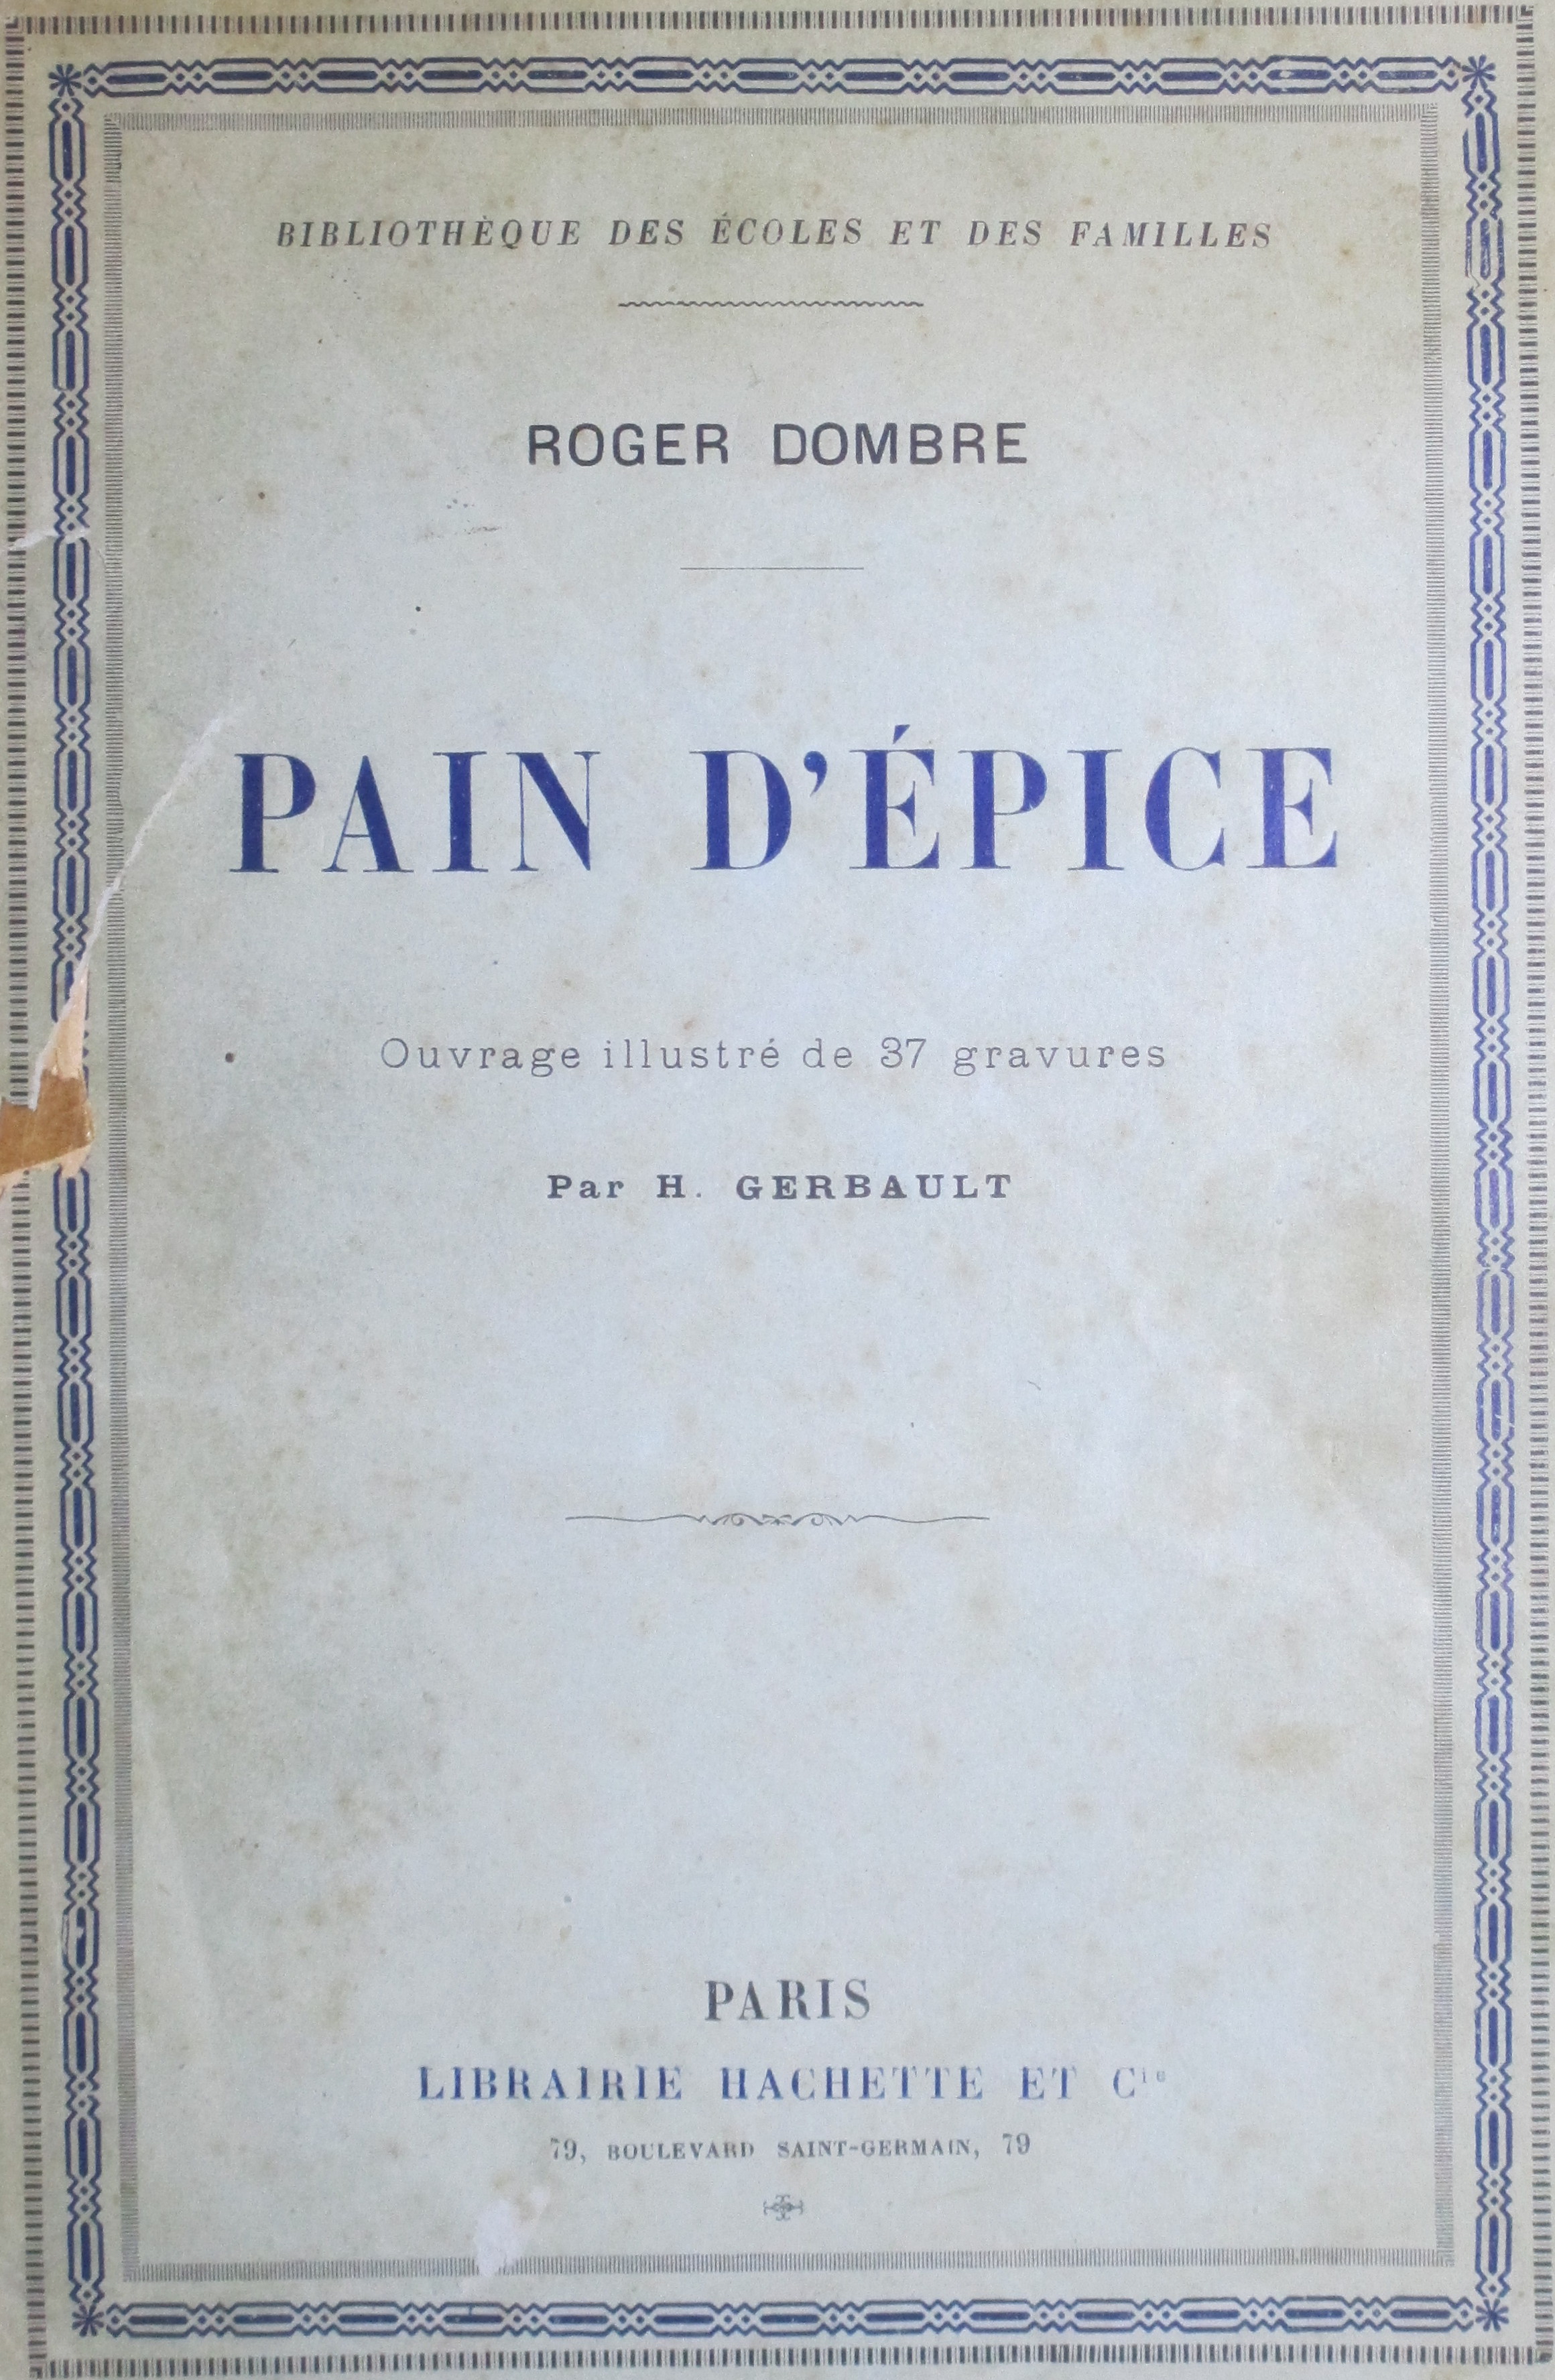 BIBLIOTHÈQUE DES ÉCOLES ET DES FAMILLES
ROGER DOMBRE
PAIN D'ÉPICE
Ouvrage illustré de 37 gravures
Par H. GERBAULT
PARIS
LIBRAIRIE HACHETTE ET Cie
79, BOULEVARD SAINT-GERMAIN, 79